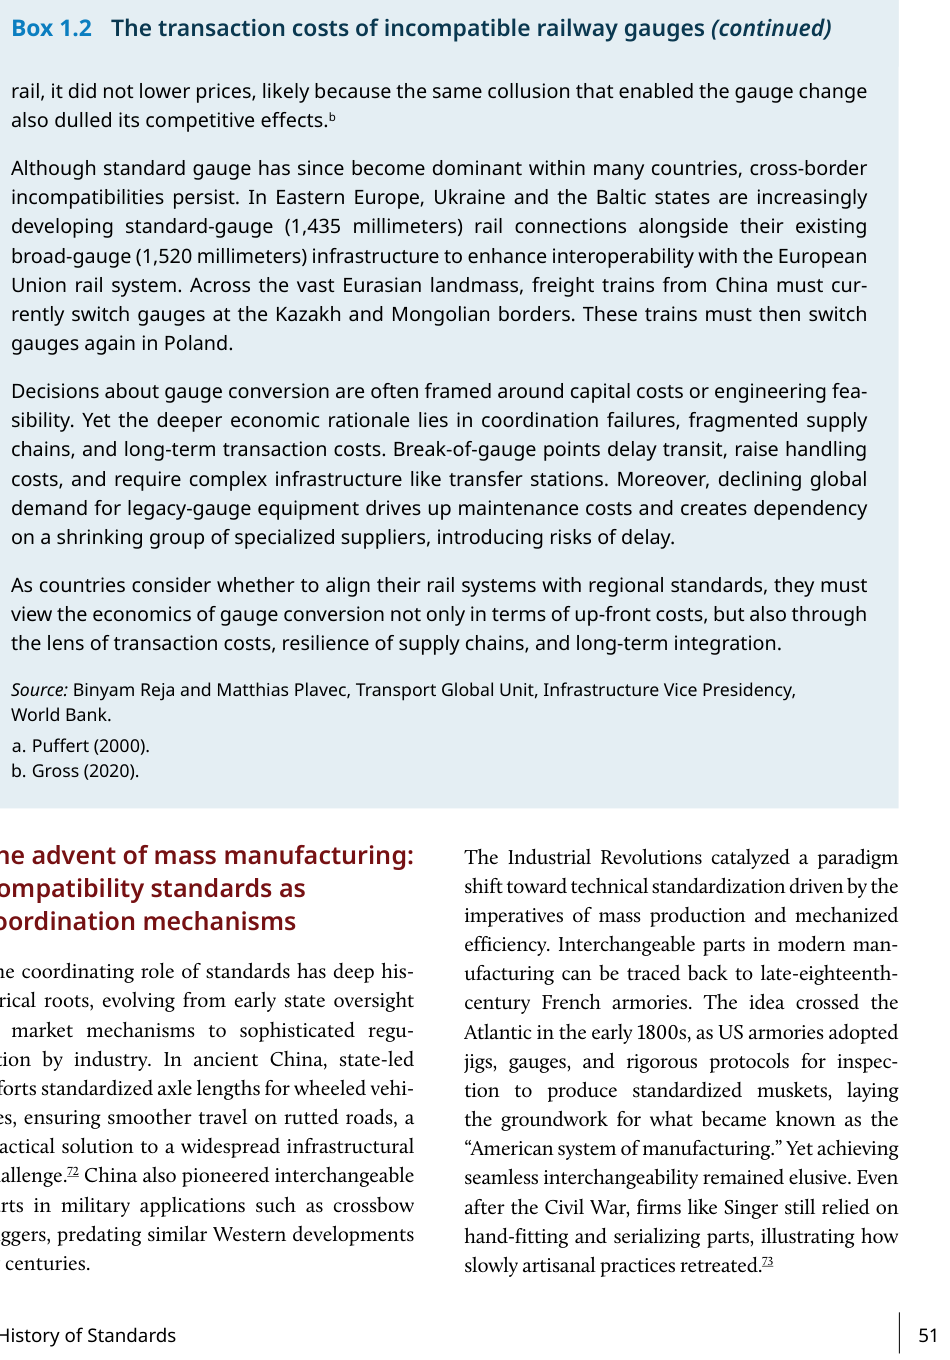 Box 1.2 The transaction costs of incompatible railway gauges (continued)
rail, it did not lower prices, likely because the same collusion that enabled the gauge change
also dulled its competitive effects.b
Although standard gauge has since become dominant within many countries, cross-border
incompatibilities persist. In Eastern Europe, Ukraine and the Baltic states are increasingly
developing standard-gauge (1,435 millimeters) rail connections alongside their existing
broad-gauge (1,520 millimeters) infrastructure to enhance interoperability with the European
Union rail system. Across the vast Eurasian landmass, freight trains from China must cur-
rently switch gauges at the Kazakh and Mongolian borders. These trains must then switch
gauges again in Poland.
Decisions about gauge conversion are often framed around capital costs or engineering fea-
sibility. Yet the deeper economic rationale lies in coordination failures, fragmented supply
chains, and long-term transaction costs. Break-of-gauge points delay transit, raise handling
costs, and require complex infrastructure like transfer stations. Moreover, declining global
demand for legacy-gauge equipment drives up maintenance costs and creates dependency
on a shrinking group of specialized suppliers, introducing risks of delay.
As countries consider whether to align their rail systems with regional standards, they must
view the economics of gauge conversion not only in terms of up-front costs, but also through
the lens of transaction costs, resilience of supply chains, and long-term integration.
Source: Binyam Reja and Matthias Plavec, Transport Global Unit, Infrastructure Vice Presidency,
World Bank.
a. Puffert (2000).
b. Gross (2020).
he advent of mass manufacturing:
ompatibility standards as
oordination mechanisms
he coordinating role of standards has deep his-
rical roots, evolving from early state oversight
market mechanisms to sophisticated regu-
tion by industry. In ancient China, state-led
forts standardized axle lengths for wheeled vehi-
es, ensuring smoother travel on rutted roads, a
actical solution to a widespread infrastructural
allenge.72 China also pioneered interchangeable
rts in military applications such as crossbow
ggers, predating similar Western developments
centuries.
The Industrial Revolutions catalyzed a paradigm
shift toward technical standardization driven by the
imperatives of mass production and mechanized
efficiency. Interchangeable parts in modern man-
ufacturing can be traced back to late-eighteenth-
century French armories. The idea crossed the
Atlantic in the early 1800s, as US armories adopted
jigs, gauges, and rigorous protocols for inspec-
tion to produce standardized muskets, laying
the groundwork for what became known as the
“American system of manufacturing.” Yet achieving
seamless interchangeability remained elusive. Even
after the Civil War, firms like Singer still relied on
hand-fitting and serializing parts, illustrating how
slowly artisanal practices retreated.73
History of Standards
51